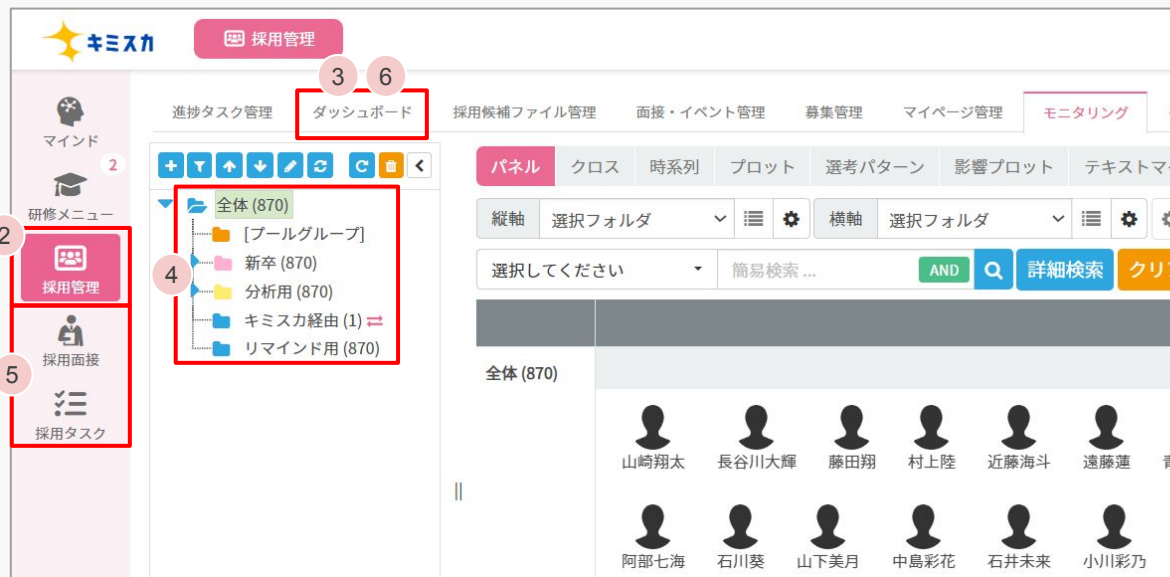 キミスカ
採用管理
3 6
進捗タスク管理 ダッシュボード 採用候補ファイル管理 面接・イベント管理 募集管理 マイページ管理 モニタリング
マインド
2
研修メニュー
2
採用管理
5
採用面接
採用タスク
4
全体 (870)
[プールグループ]
新卒 (870)
分析用 (870)
キミスカ経由 (1)
リマインド用 (870)
パネル クロス 時系列 プロット 選考パターン 影響プロット テキストマ
縦軸 選択フォルダ 横軸 選択フォルダ
選択してください 簡易検索 ... AND 詳細検索 クリ
全体 (870)
山崎翔太 長谷川大輝 藤田翔 村上陸 近藤海斗 遠藤蓮
阿部七海 石川葵 山下美月 中島彩花 石井未来 小川彩乃